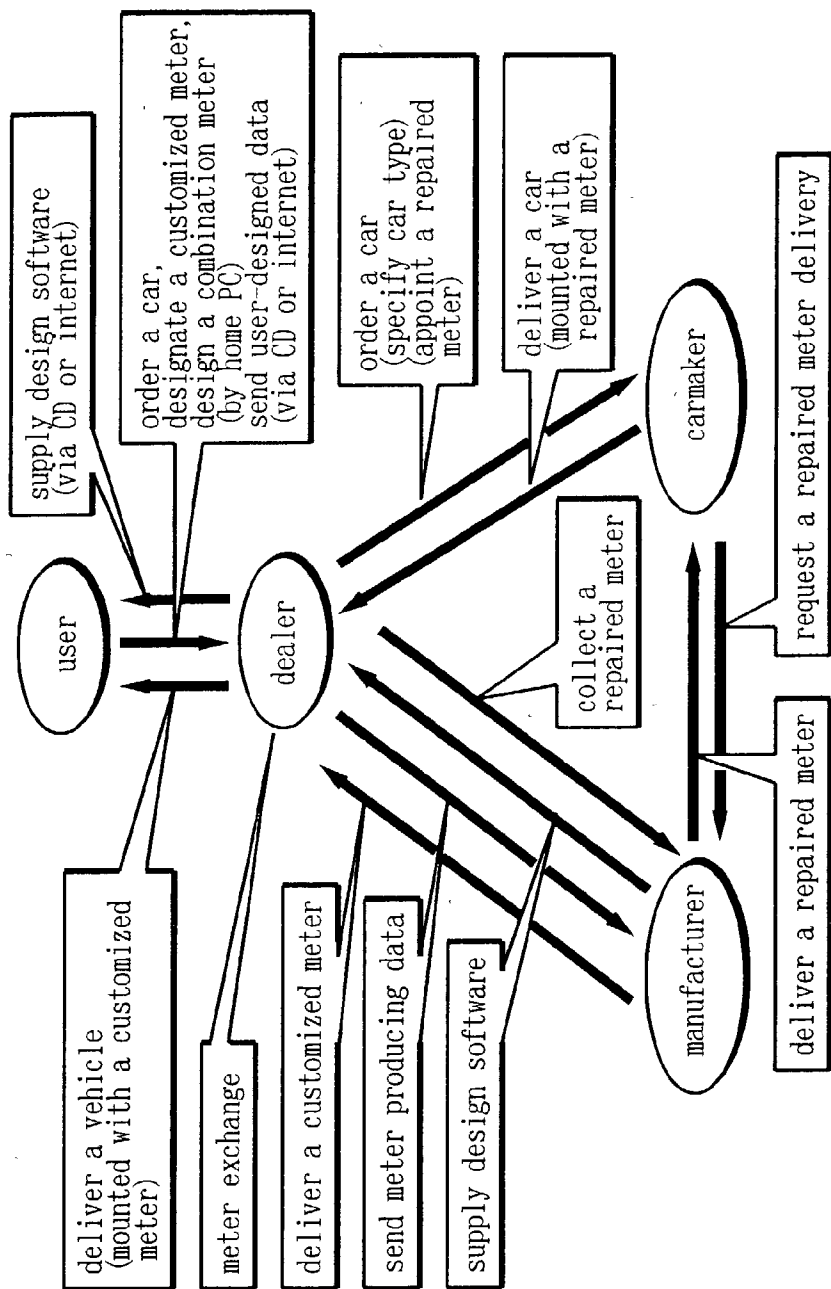 supply design software
(via CD or internet)
order a car,
designate a customized meter,
design a combination meter
(by home PC)
send user-designed data
(via CD or internet)
user
deliver a vehicle
(mounted with a customized
meter)
dealer
meter exchange
order a car
(specify car type)
(appoint a repaired
meter)
deliver a car
(mounted with a
repaired meter)
deliver a customized meter
send meter producing data
supply design software
collect a
repaired meter
manufacturer
carmaker
deliver a repaired meter
request a repaired meter delivery